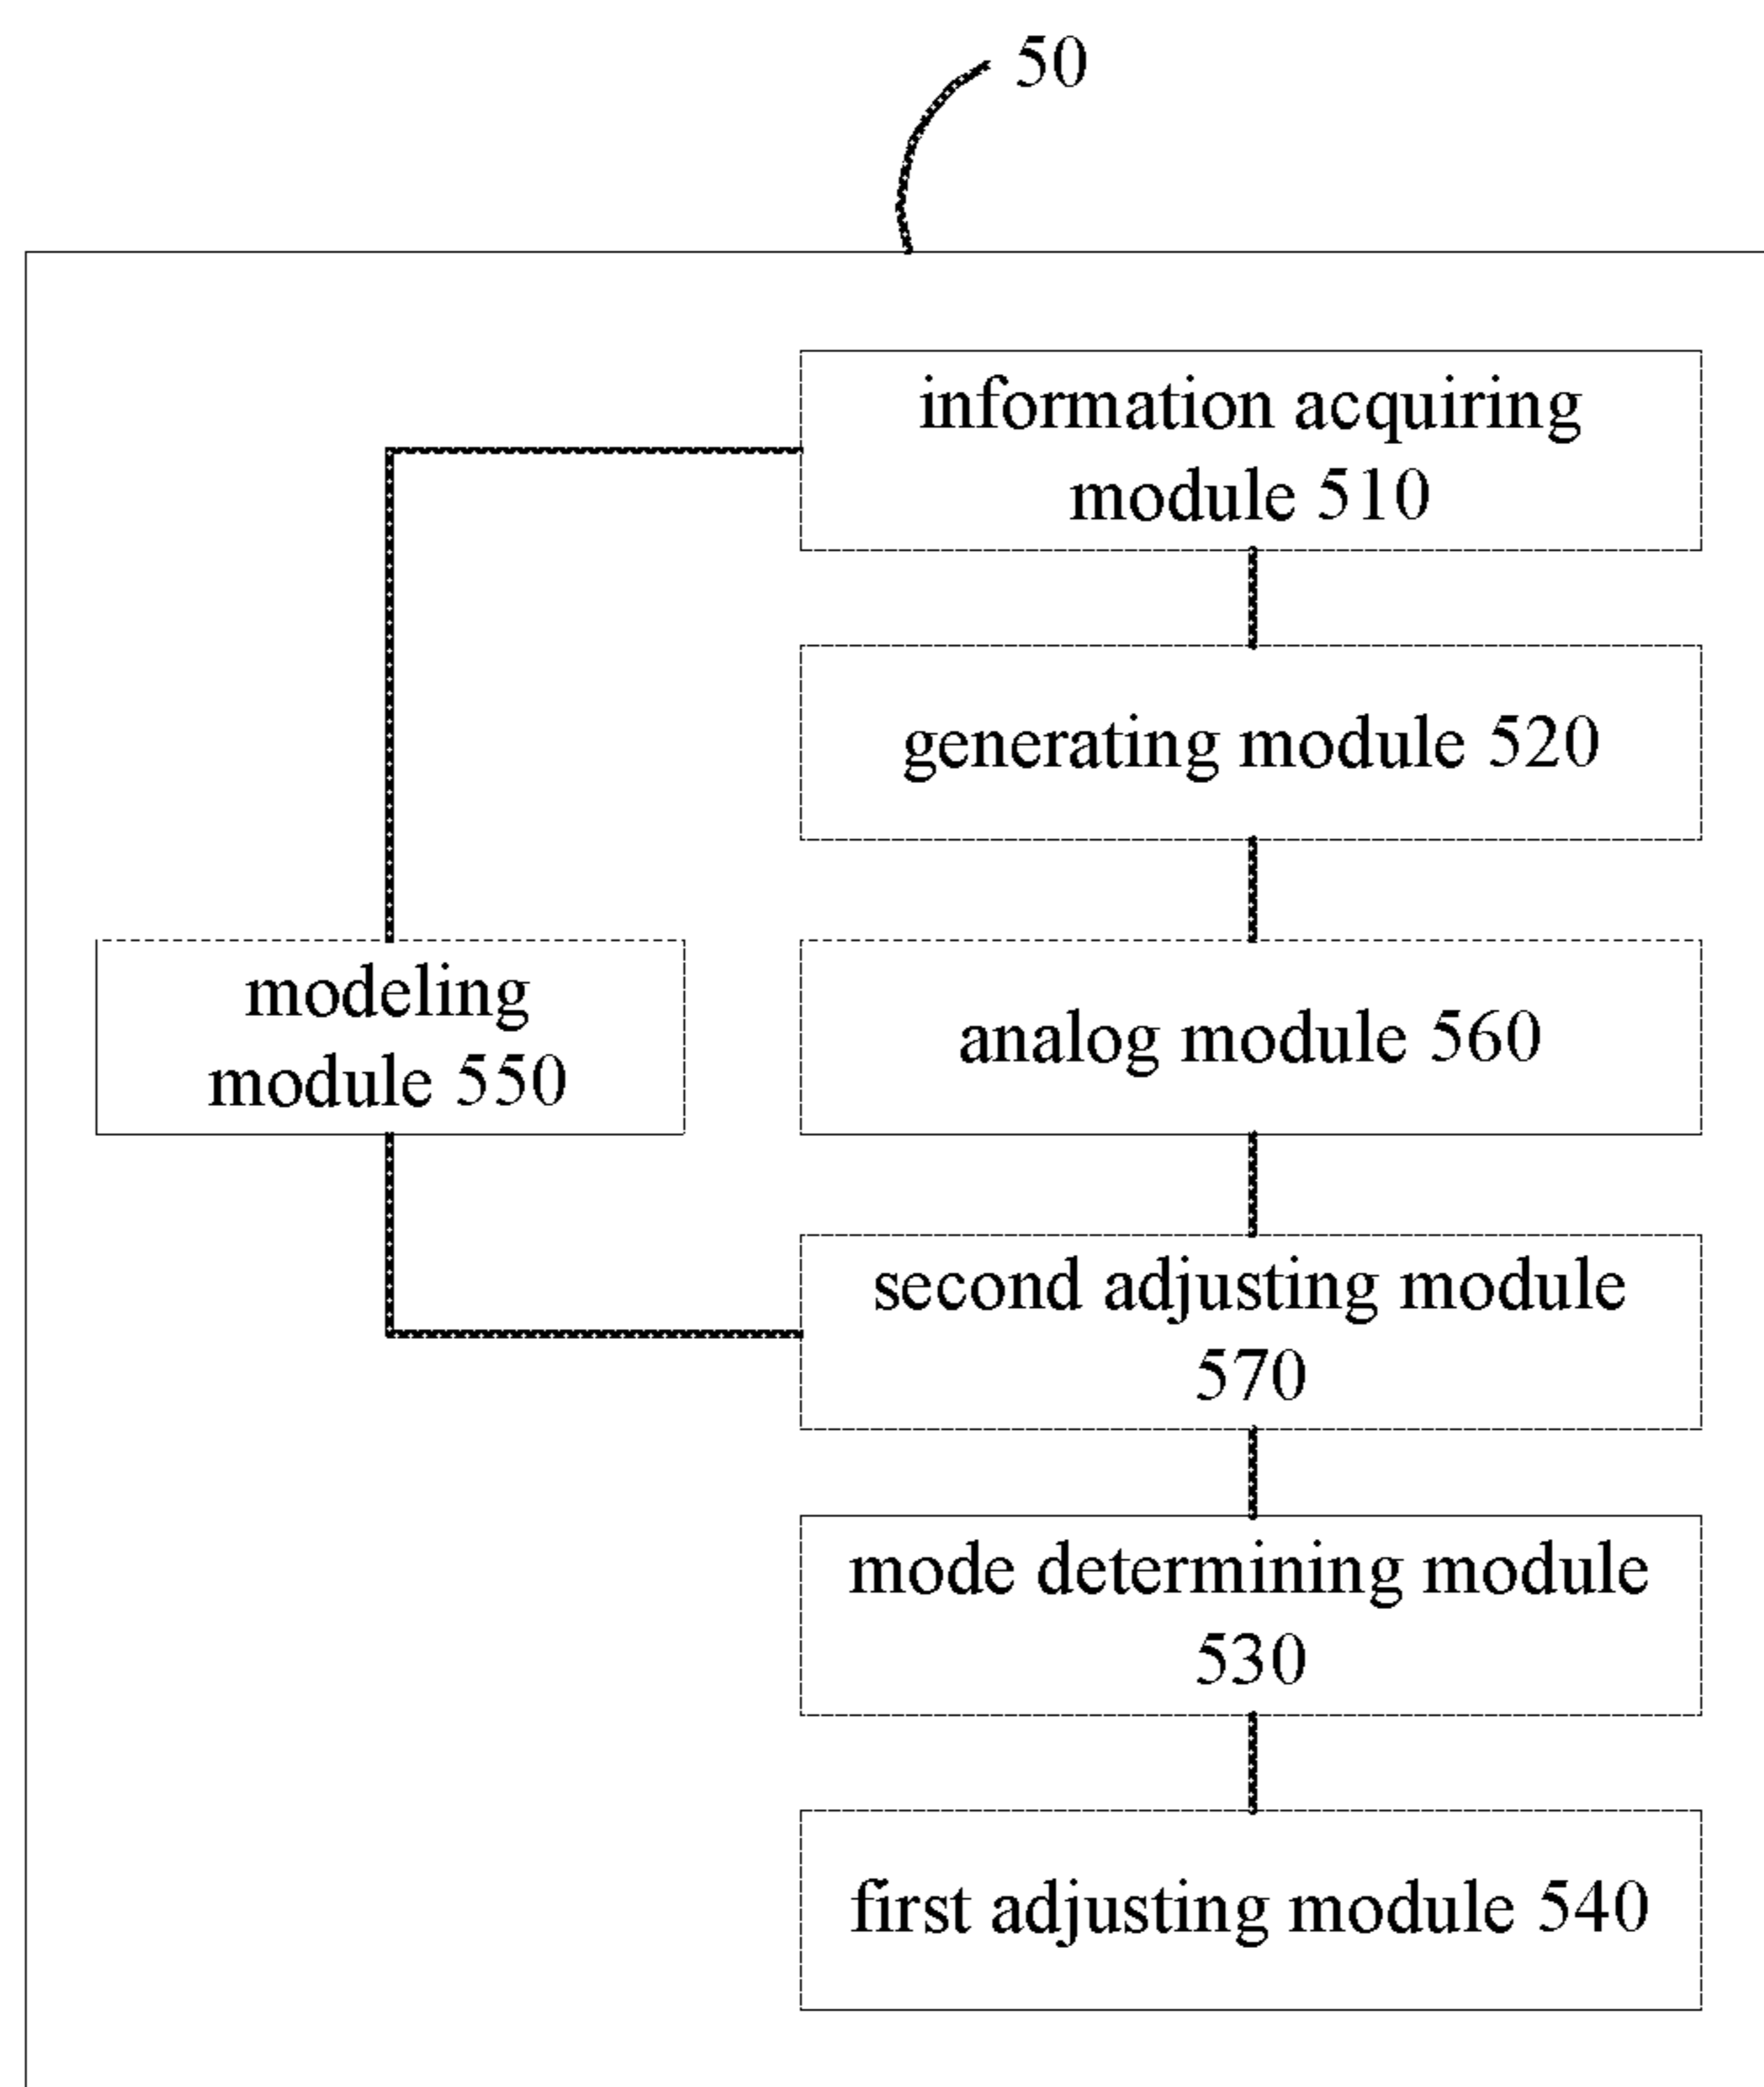 50
information acquiring
module 510
generating module 520
modeling
module 550
analog module 560
second adjusting module
570
mode determining module
530
first adjusting module 540